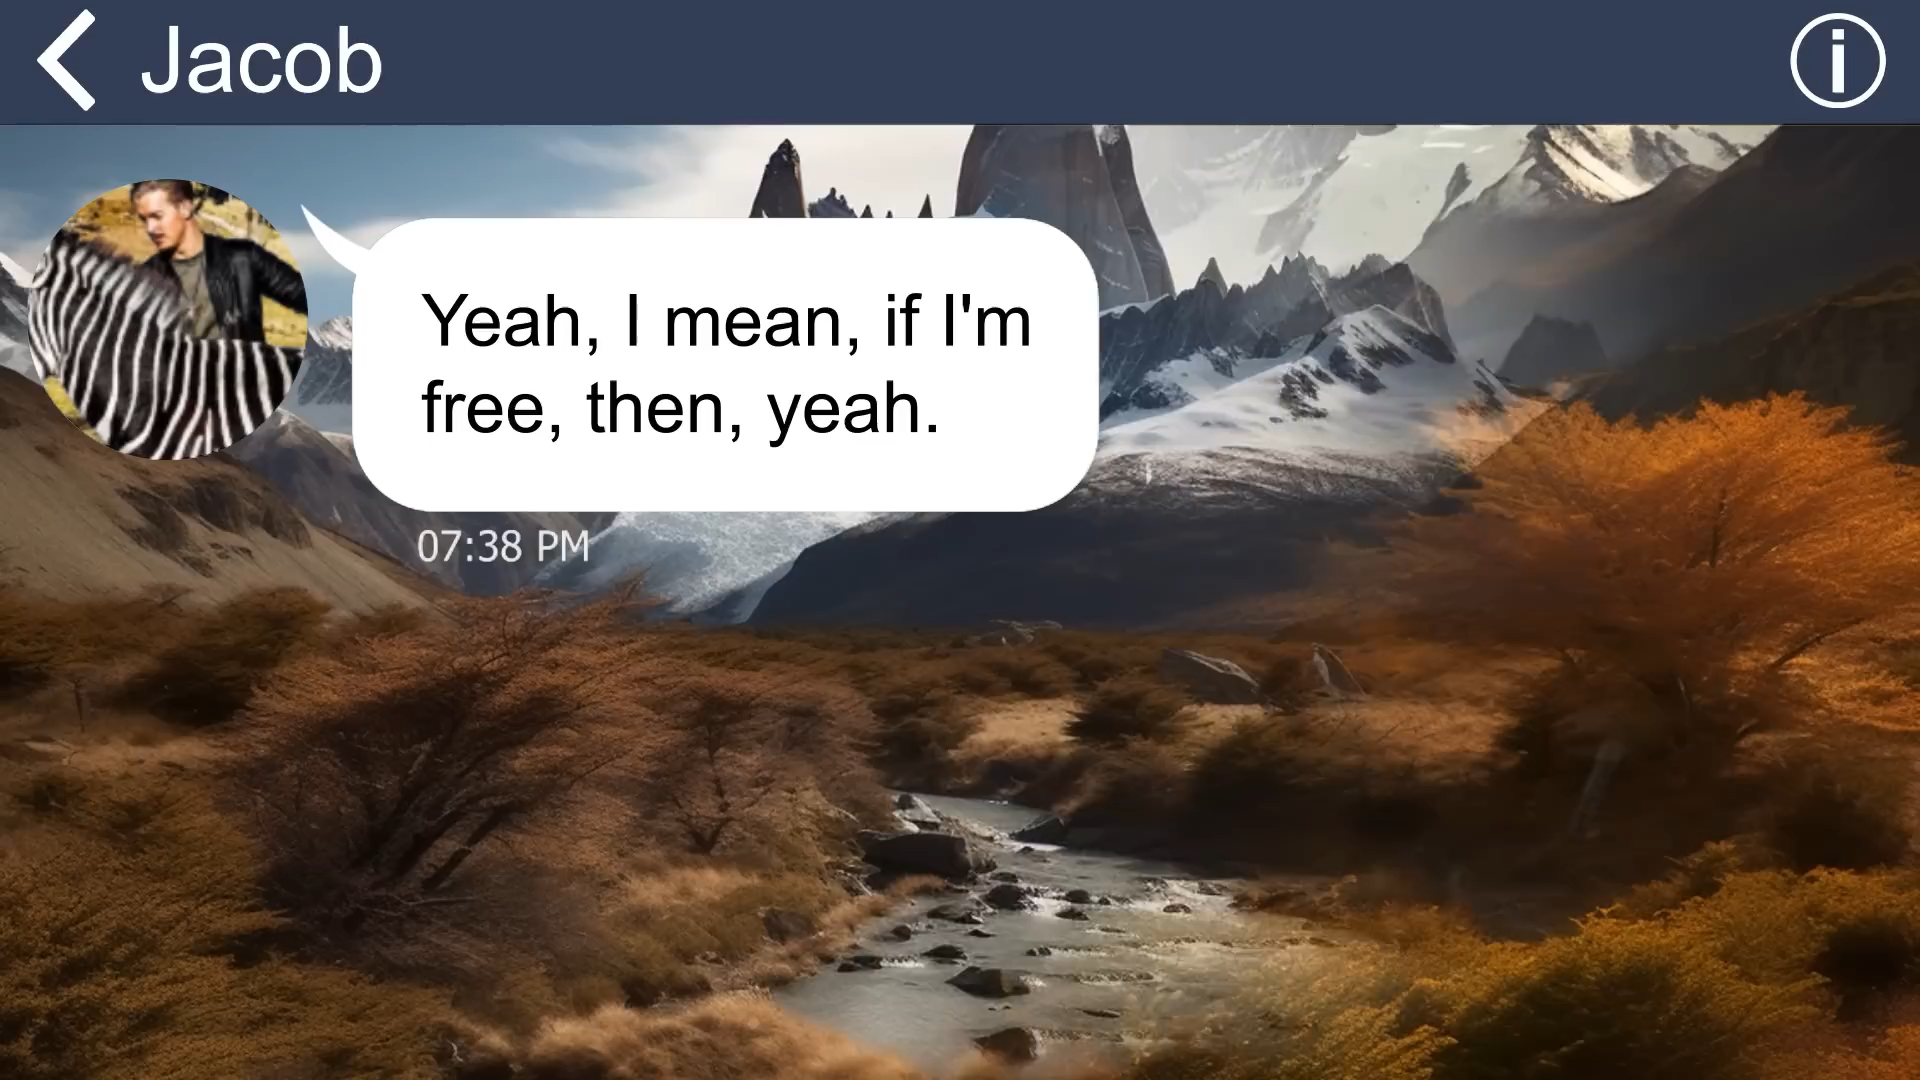 Jacob
Yeah, I mean, if I'm
free, then, yeah.
07:38 PM